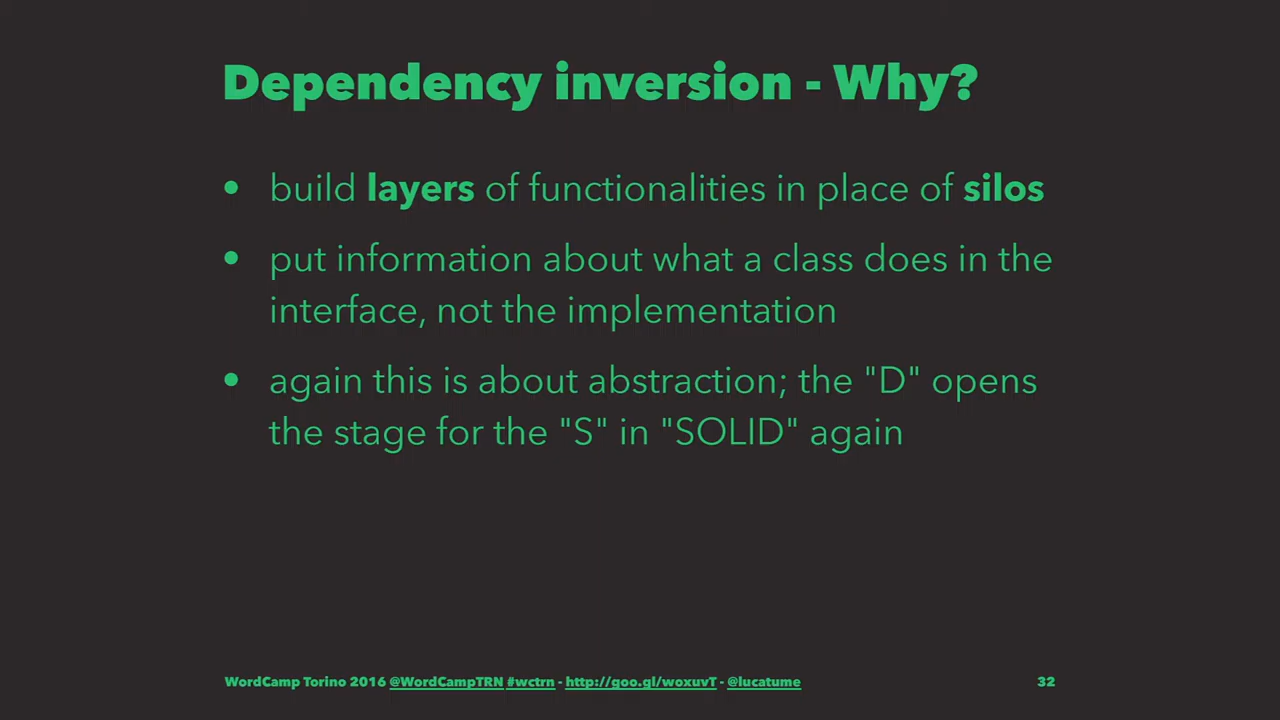 Dependency inversion - Why?
• build layers of functionalities in place of silos
• put information about what a class does in the
interface, not the implementation
• again this is about abstraction; the "D" opens
the stage for the "S" in "SOLID" again
WordCamp Torino 2016 @WordCampTRN #wctrn - http://goo.gl/woxuvT - @lucatume 32